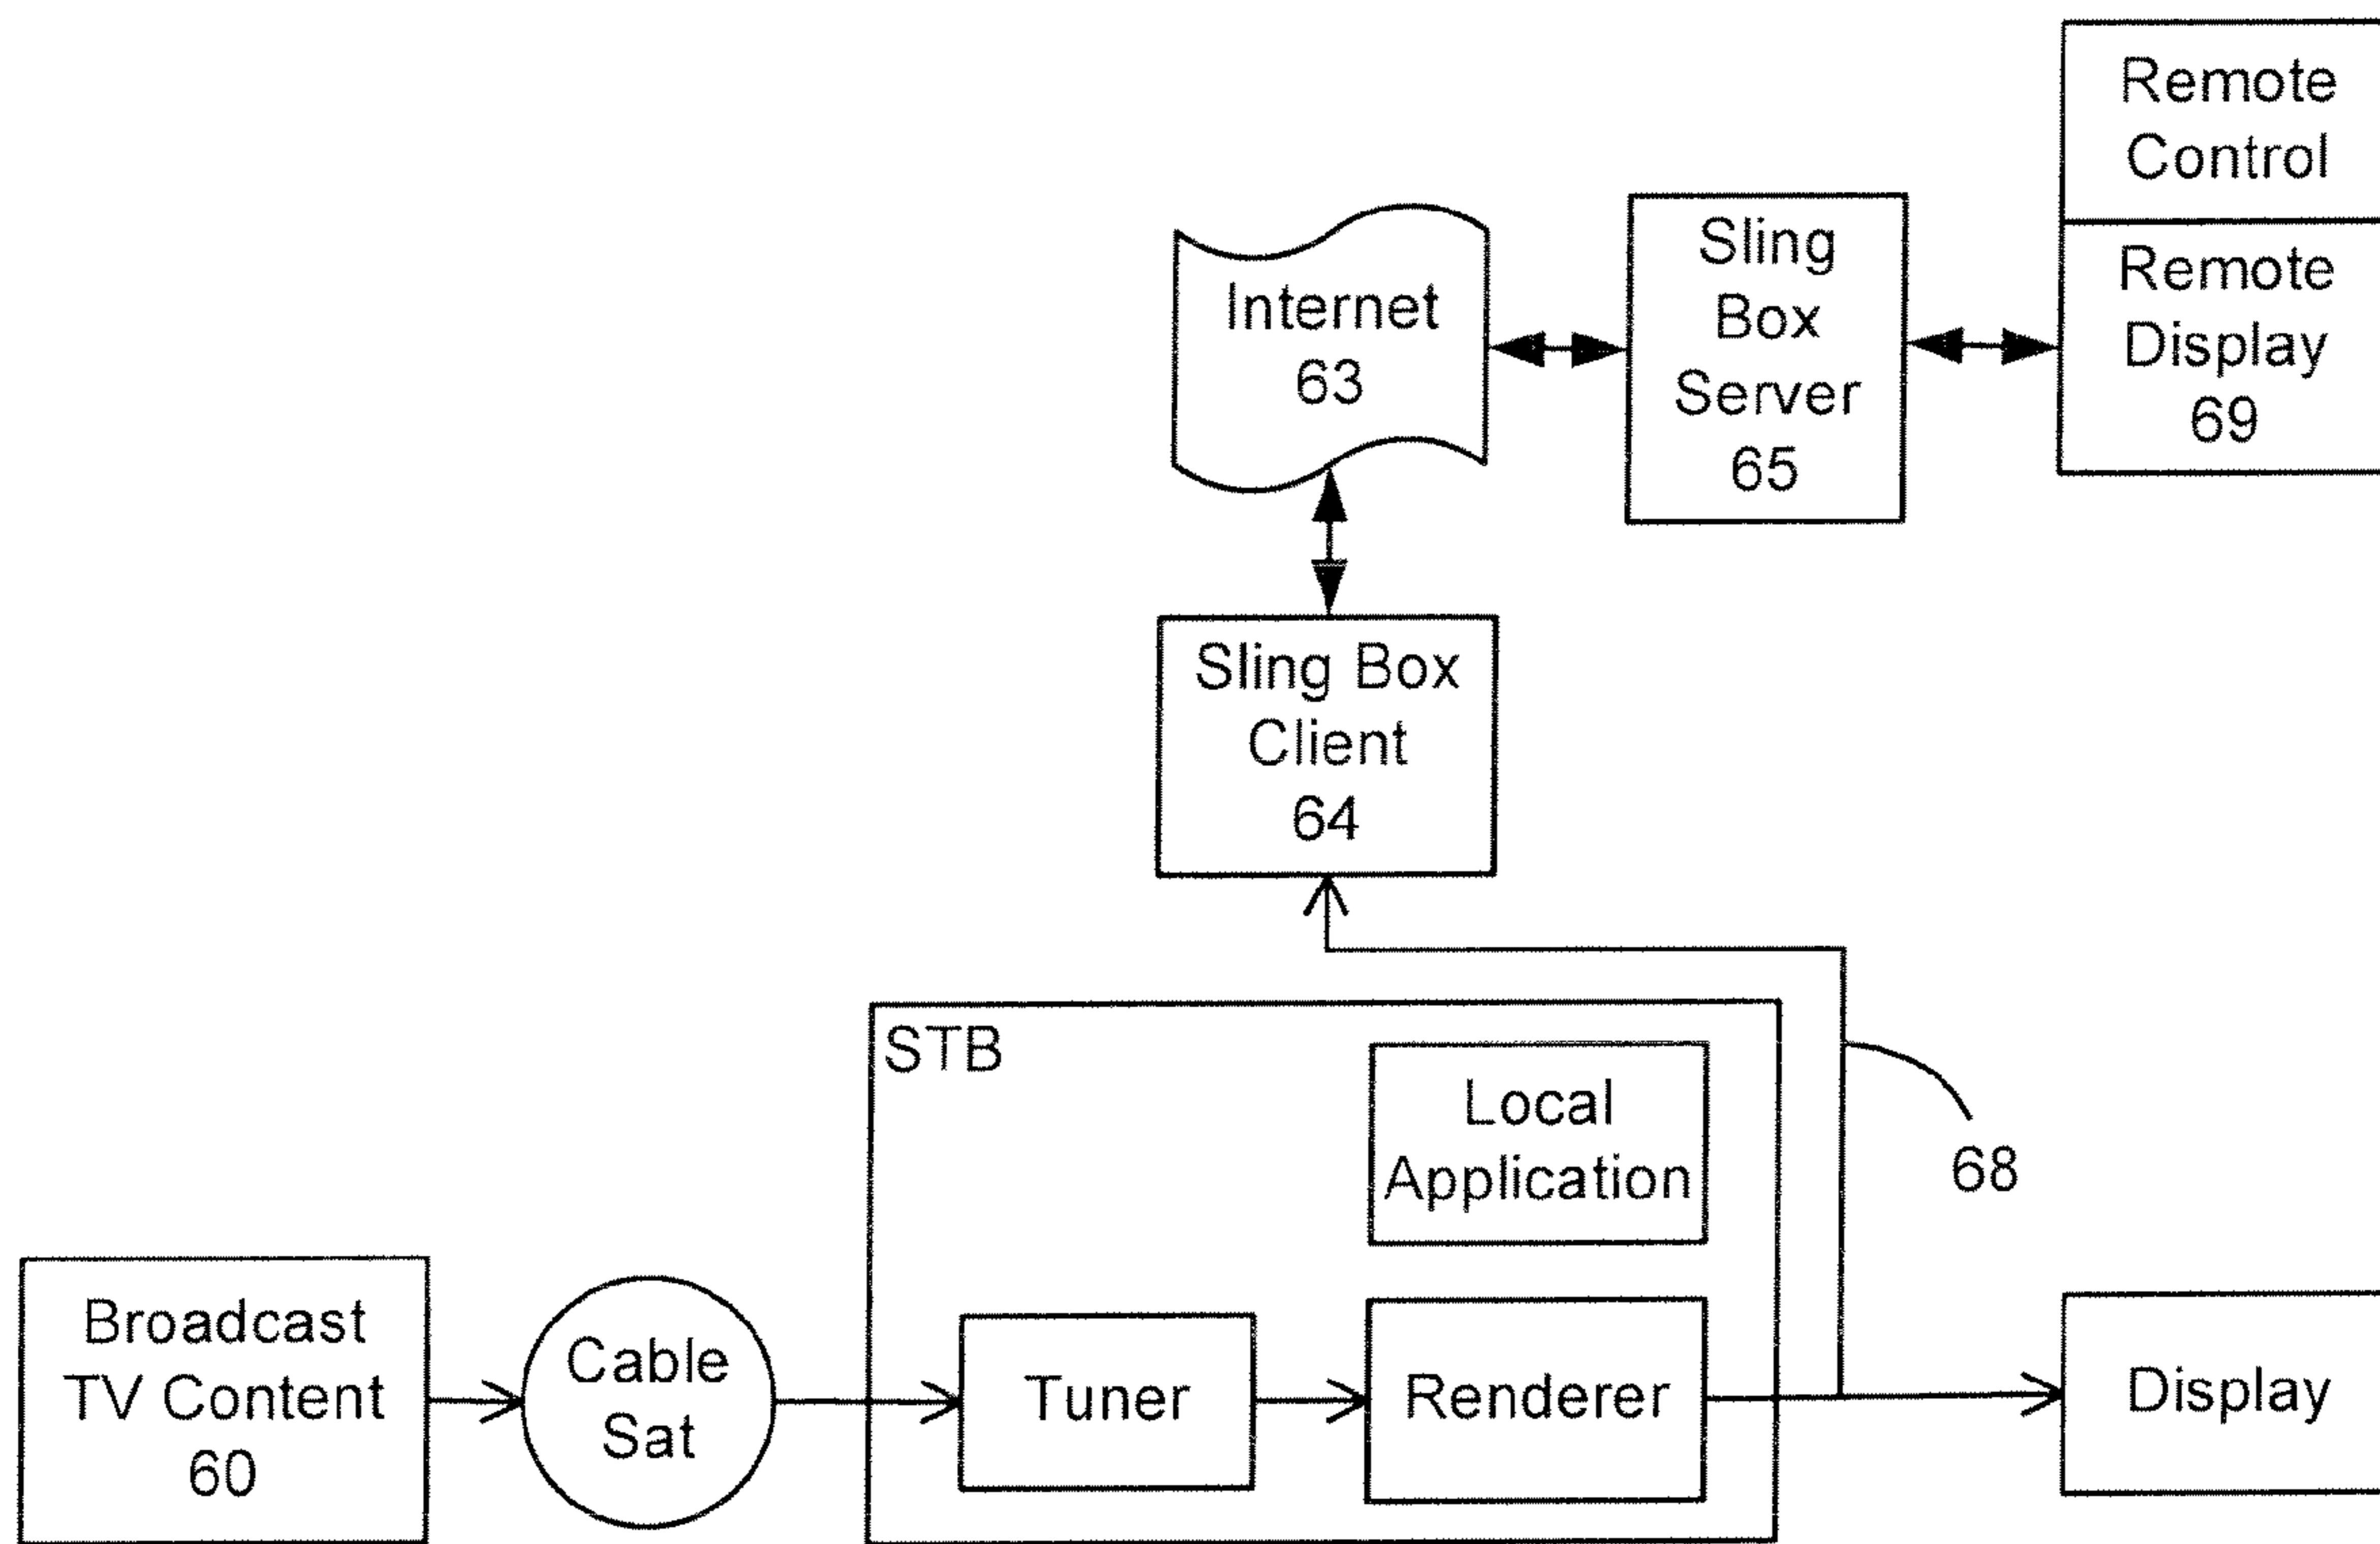 Remote
Control
Remote
Display
69
Sling
Box
Server
65
Internet
63
Sling Box
Client
64
STB
Local
Application
68
Broadcast
TV Content
60
Cable
Sat
Tuner
Renderer
Display